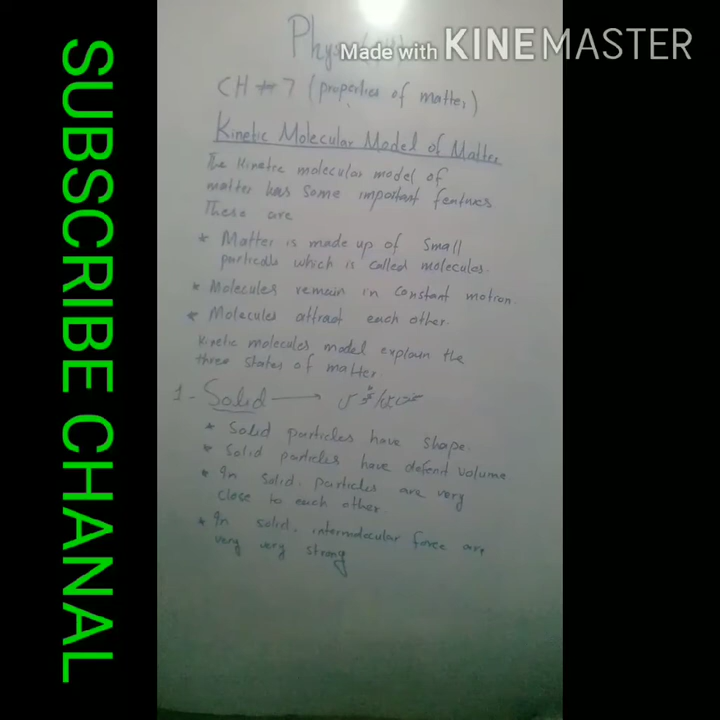 SUBSCRIBE CHANAL
Made with KINEMASTER
CH # 7 (properties of matter)
Kinetic Molecular Model of Matter
The Kinetic molecular model of
matter has some important featives
These are
* Matter is made up of small
particals which is called molecules.
* Molecules remain in constant motion.
* Molecules attract each other.
Kinetic molecules model explain the
three states of matter
1- Solid
* Solid particles have shape.
* Solid particles have defend volume
* In solid particles are very
close to each other.
* In solid. intermolocular force are
very very strong